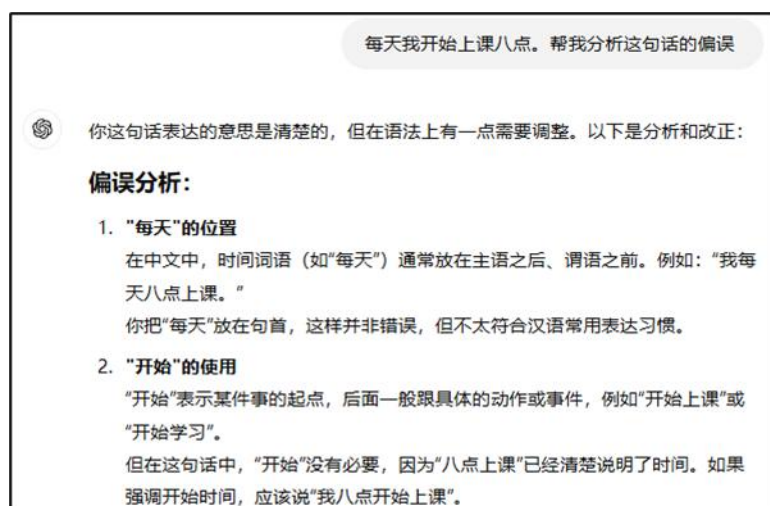 每天我开始上课八点。帮我分析这句话的偏误
你这句话表达的意思是清楚的，但在语法上有一点需要调整。以下是分析和改正：
偏误分析：
1. "每天"的位置
在中文中，时间词语（如“每天”）通常放在主语之后、谓语之前。例如：“我每
天八点上课。”
你把“每天”放在句首，这样并非错误，但不太符合汉语常用表达习惯。
2. "开始"的使用
“开始”表示某件事的起点，后面一般跟具体的动作或事件，例如“开始上课”或
“开始学习”。
但在这句话中，“开始”没有必要，因为“八点上课”已经清楚说明了时间。如果
强调开始时间，应该说“我八点开始上课”。